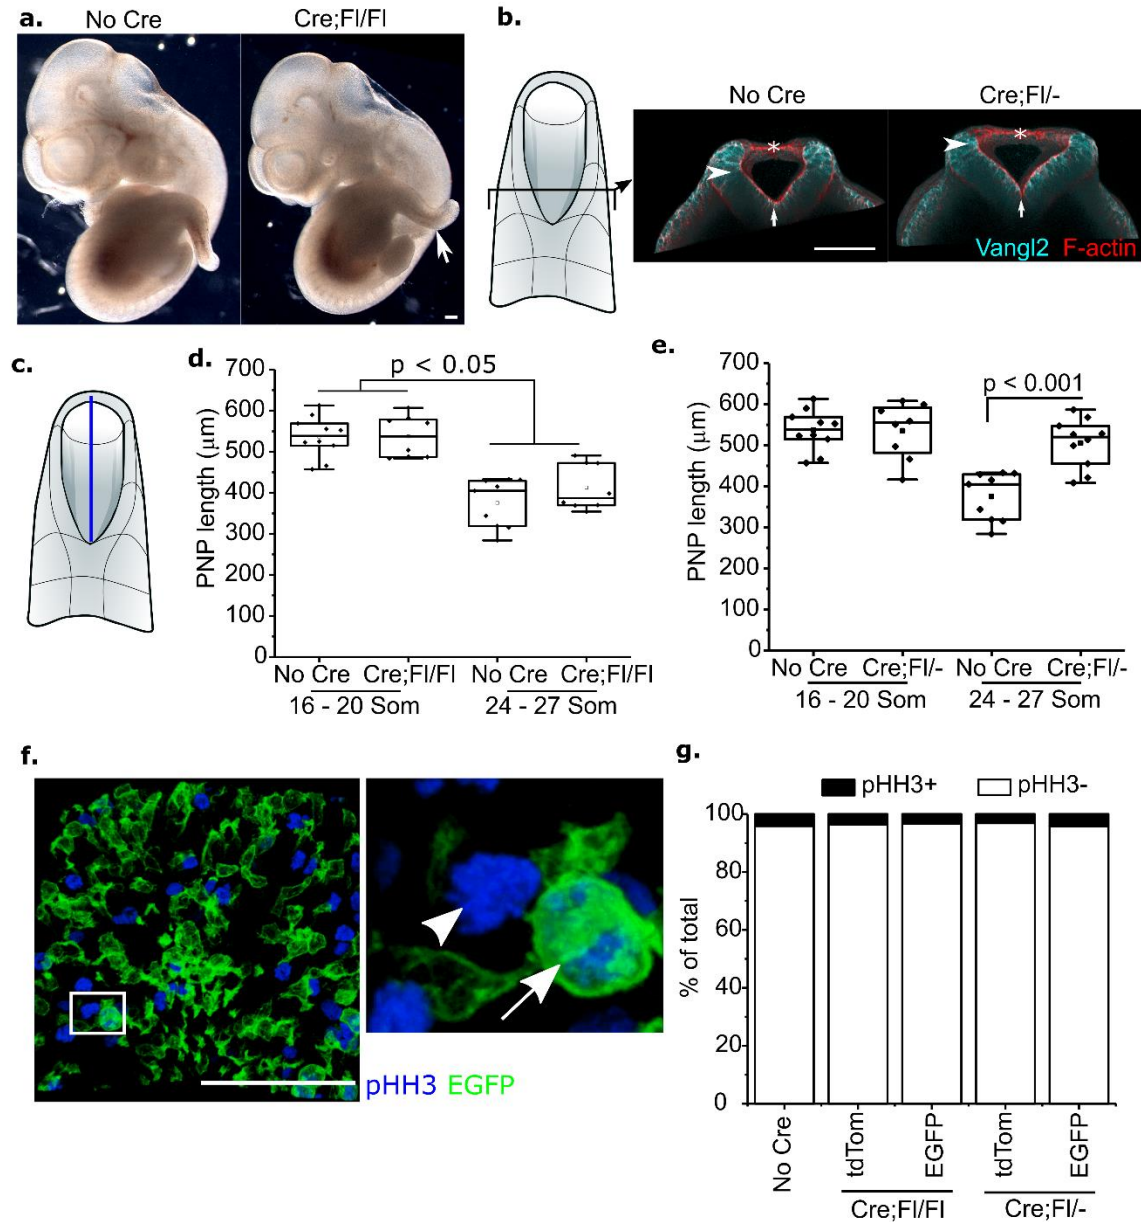 a.
No Cre
Cre;Fl/Fl
b.
No Cre
Cre;Fl/-
*
*
Vangl2 F-actin
c.
d.
p < 0.05
PNP length (μm)
700
600
500
400
300
200
100
0
No Cre Cre;Fl/Fl No Cre Cre;Fl/Fl
16 - 20 Som 24 - 27 Som
e.
p < 0.001
PNP length (μm)
700
600
500
400
300
200
100
0
No Cre Cre;Fl/- No Cre Cre;Fl/-
16 - 20 Som 24 - 27 Som
f.
pHH3 EGFP
g.
pHH3+ pHH3-
% of total
100
80
60
40
20
0
No Cre
tdTom
EGFP
tdTom
EGFP
Cre;Fl/Fl
Cre;Fl/-